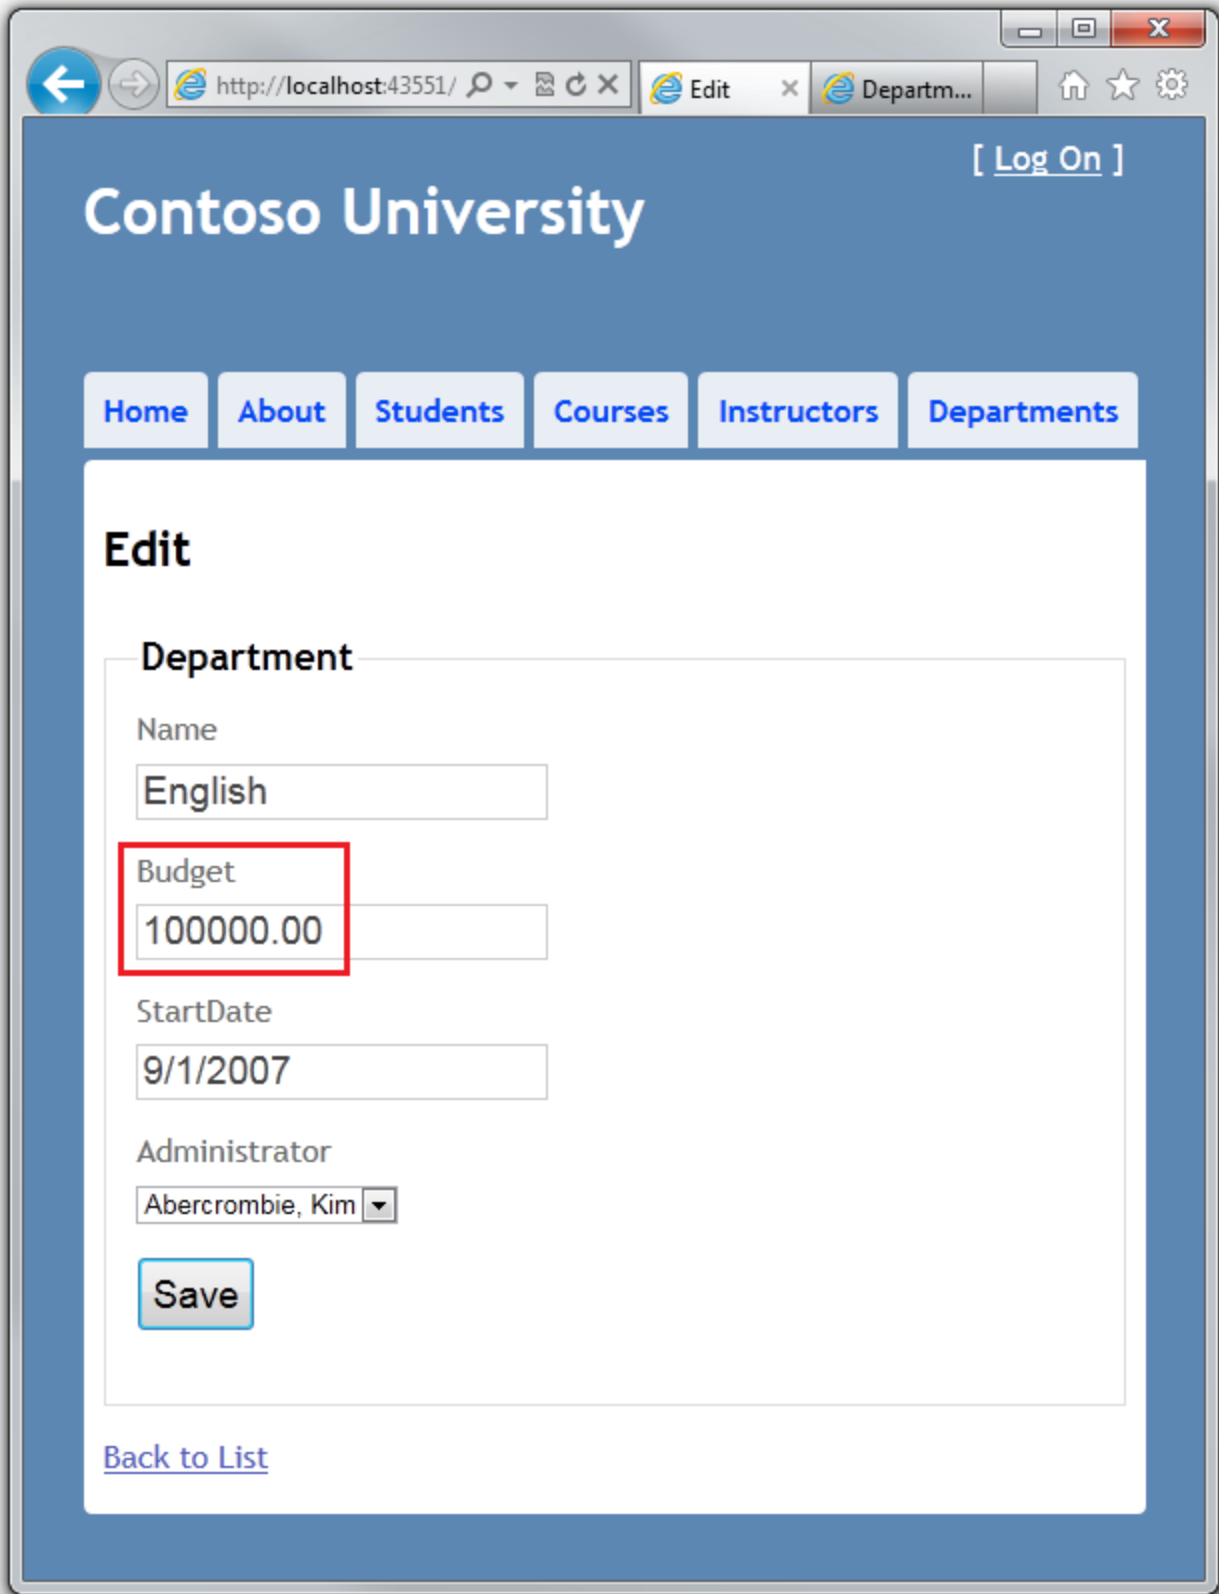 http://localhost:43551/ Edit Departm...
[ Log On ]
Contoso University
Home About Students Courses Instructors Departments
Edit
Department
Name
English
Budget
100000.00
StartDate
9/1/2007
Administrator
Abercrombie, Kim
Save
Back to List